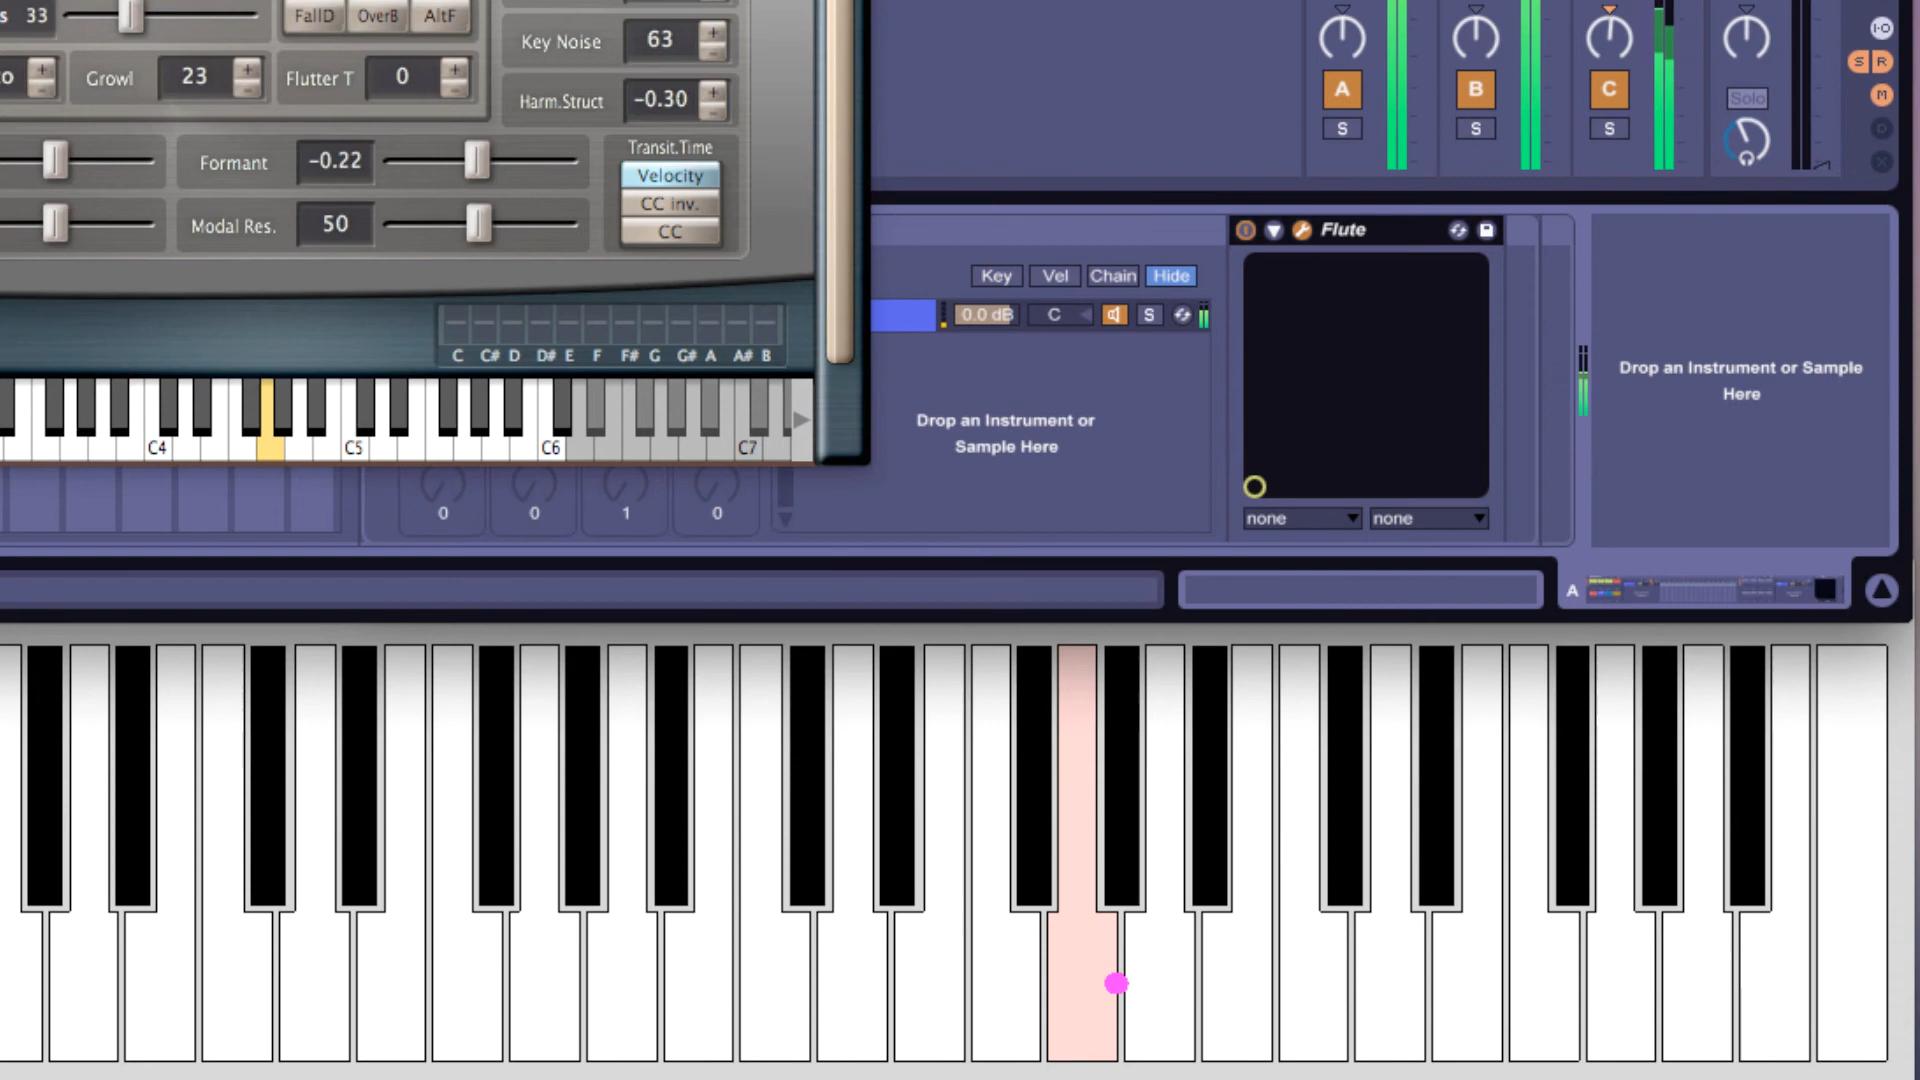 s 33
FallD OverB AltF
Key Noise 63
to Growl 23 Flutter T 0
Harm.Struct -0.30
Formant -0.22
Transit.Time
Velocity
CC inv.
CC
Modal Res. 50
C C# D D# E F F# G G# A A# B
C4 C5 C6 C7
0 0 1 0
A B C
S S S
Solo
I·O
S R
M
D
X
Key Vel Chain Hide
0.0 dB C S
Drop an Instrument or
Sample Here
Flute
none none
Drop an Instrument or Sample
Here
A